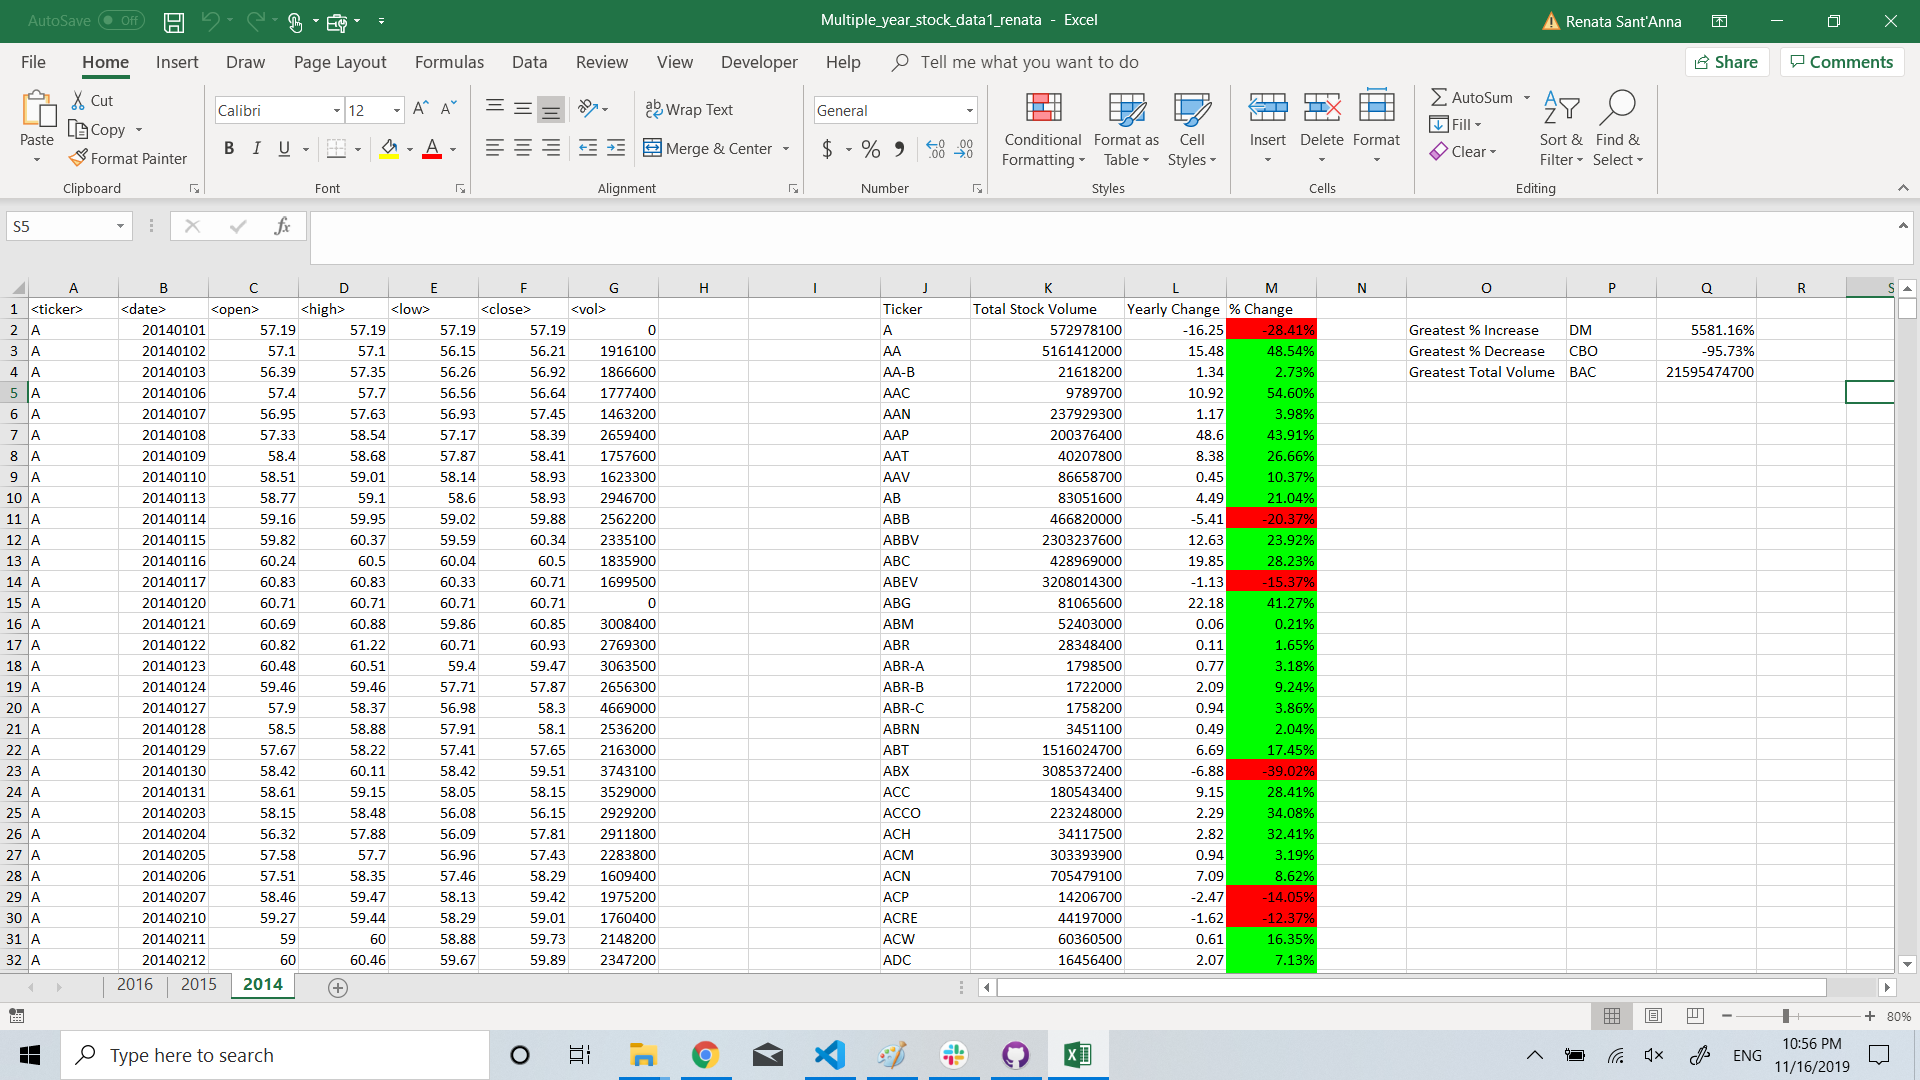 AutoSave Off
Multiple_year_stock_data1_renata - Excel
Renata Sant'Anna
File Home Insert Draw Page Layout Formulas Data Review View Developer Help Tell me what you want to do Share Comments
Paste Cut Copy Format Painter Clipboard
Calibri 12 B I U A Font
Wrap Text Merge & Center Alignment
General $ % Number
Conditional Formatting Format as Table Cell Styles Styles
Insert Delete Format Cells
AutoSum Fill Clear Sort & Filter Find & Select Editing
S5 fx
A B C D E F G H I J K L M N O P Q R S
1 <ticker> <date> <open> <high> <low> <close> <vol> Ticker Total Stock Volume Yearly Change % Change
2 A 20140101 57.19 57.19 57.19 57.19 0 A 572978100 -16.25 -28.41% Greatest % Increase DM 5581.16%
3 A 20140102 57.1 57.1 56.15 56.21 1916100 AA 5161412000 15.48 48.54% Greatest % Decrease CBO -95.73%
4 A 20140103 56.39 57.35 56.26 56.92 1866600 AA-B 21618200 1.34 2.73% Greatest Total Volume BAC 21595474700
5 A 20140106 57.4 57.7 56.56 56.64 1777400 AAC 9789700 10.92 54.60%
6 A 20140107 56.95 57.63 56.93 57.45 1463200 AAN 237929300 1.17 3.98%
7 A 20140108 57.33 58.54 57.17 58.39 2659400 AAP 200376400 48.6 43.91%
8 A 20140109 58.4 58.68 57.87 58.41 1757600 AAT 40207800 8.38 26.66%
9 A 20140110 58.51 59.01 58.14 58.93 1623300 AAV 86658700 0.45 10.37%
10 A 20140113 58.77 59.1 58.6 58.93 2946700 AB 83051600 4.49 21.04%
11 A 20140114 59.16 59.95 59.02 59.88 2562200 ABB 466820000 -5.41 -20.37%
12 A 20140115 59.82 60.37 59.59 60.34 2335100 ABBV 2303237600 12.63 23.92%
13 A 20140116 60.24 60.5 60.04 60.5 1835900 ABC 428969000 19.85 28.23%
14 A 20140117 60.83 60.83 60.33 60.71 1699500 ABEV 3208014300 -1.13 -15.37%
15 A 20140120 60.71 60.71 60.71 60.71 0 ABG 81065600 22.18 41.27%
16 A 20140121 60.69 60.88 59.86 60.85 3008400 ABM 52403000 0.06 0.21%
17 A 20140122 60.82 61.22 60.71 60.93 2769300 ABR 28348400 0.11 1.65%
18 A 20140123 60.48 60.51 59.4 59.47 3063500 ABR-A 1798500 0.77 3.18%
19 A 20140124 59.46 59.46 57.71 57.87 2656300 ABR-B 1722000 2.09 9.24%
20 A 20140127 57.9 58.37 56.98 58.3 4669000 ABR-C 1758200 0.94 3.86%
21 A 20140128 58.5 58.88 57.91 58.1 2536200 ABRN 3451100 0.49 2.04%
22 A 20140129 57.67 58.22 57.41 57.65 2163000 ABT 1516024700 6.69 17.45%
23 A 20140130 58.42 60.11 58.42 59.51 3743100 ABX 3085372400 -6.88 -39.02%
24 A 20140131 58.61 59.15 58.05 58.15 3529000 ACC 180543400 9.15 28.41%
25 A 20140203 58.15 58.48 56.08 56.15 2929200 ACCO 223248000 2.29 34.08%
26 A 20140204 56.32 57.88 56.09 57.81 2911800 ACH 34117500 2.82 32.41%
27 A 20140205 57.58 57.7 56.96 57.43 2283800 ACM 303393900 0.94 3.19%
28 A 20140206 57.51 58.35 57.46 58.29 1609400 ACN 705479100 7.09 8.62%
29 A 20140207 58.46 59.47 58.13 59.42 1975200 ACP 14206700 -2.47 -14.05%
30 A 20140210 59.27 59.44 58.29 59.01 1760400 ACRE 44197000 -1.62 -12.37%
31 A 20140211 59 60 58.88 59.73 2148200 ACW 60360500 0.61 16.35%
32 A 20140212 60 60.46 59.67 59.89 2347200 ADC 16456400 2.07 7.13%
2016 2015 2014
80%
Type here to search
ENG
10:56 PM
11/16/2019